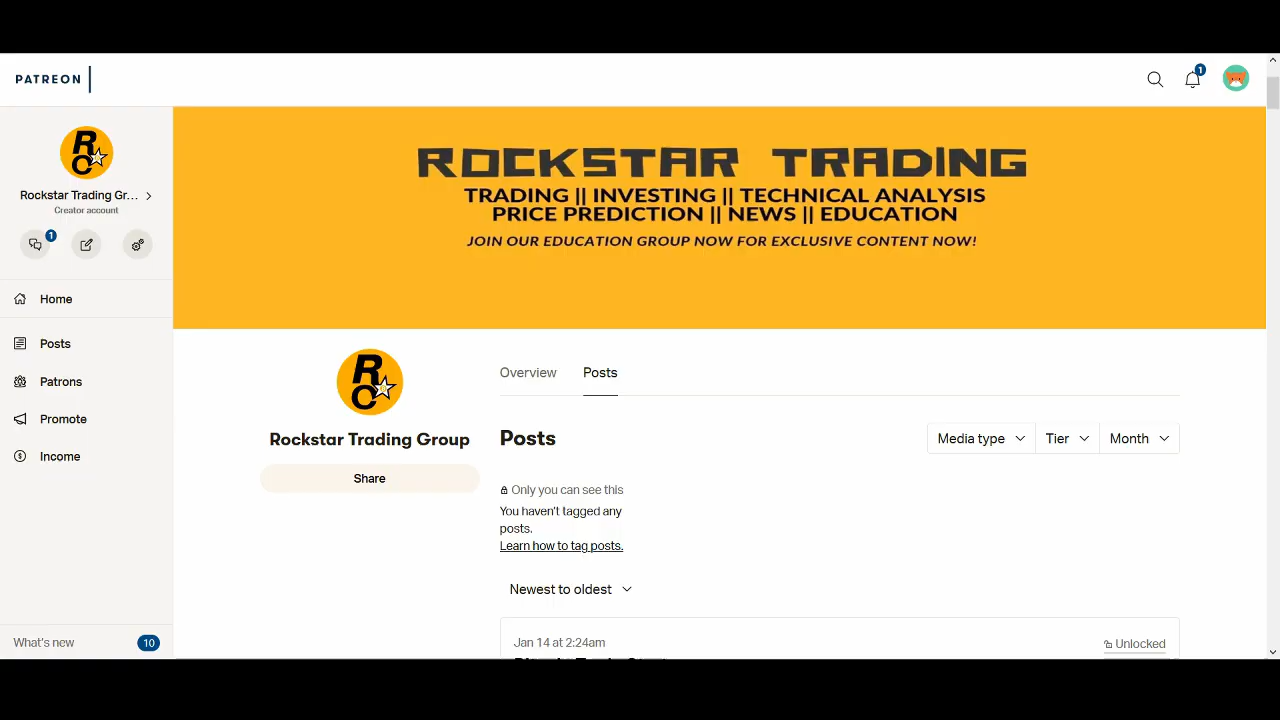 PATREON
1
Rockstar Trading Gr...
Creator account
1
Home
Posts
Patrons
Promote
Income
What's new
10
ROCKSTAR TRADING
TRADING || INVESTING || TECHNICAL ANALYSIS
PRICE PREDICTION || NEWS || EDUCATION
JOIN OUR EDUCATION GROUP NOW FOR EXCLUSIVE CONTENT NOW!
R
C
Rockstar Trading Group
Share
Overview
Posts
Posts
Media type
Tier
Month
Only you can see this
You haven't tagged any
posts.
Learn how to tag posts.
Newest to oldest
Jan 14 at 2:24am
Unlocked